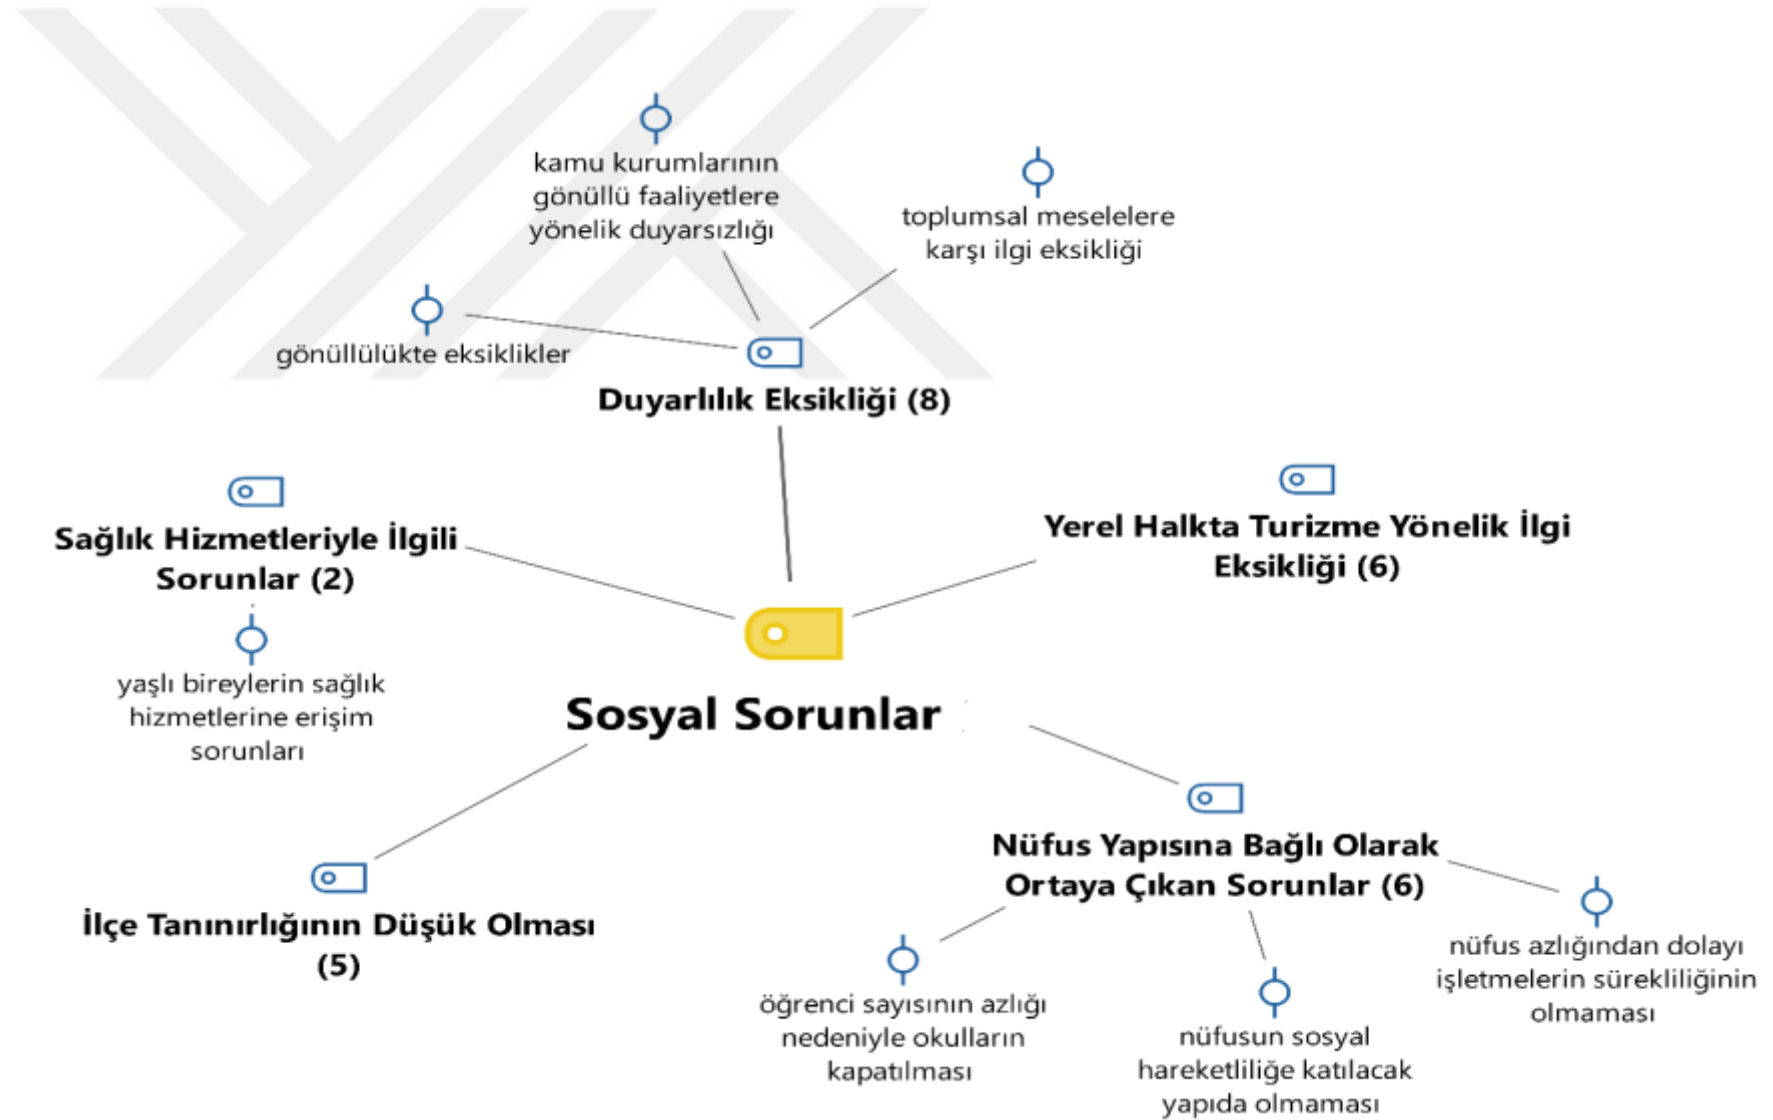 kamu kurumlarının
gönüllü faaliyetlere
yönelik duyarsızlığı
toplumsal meselelere
karşı ilgi eksikliği
gönüllülükte eksiklikler
Duyarlılık Eksikliği (8)
Sağlık Hizmetleriyle İlgili
Sorunlar (2)
Yerel Halkta Turizme Yönelik İlgi
Eksikliği (6)
yaşlı bireylerin sağlık
hizmetlerine erişim
sorunları
Sosyal Sorunlar
İlçe Tanınırlığının Düşük Olması
(5)
Nüfus Yapısına Bağlı Olarak
Ortaya Çıkan Sorunlar (6)
öğrenci sayısının azlığı
nedeniyle okulların
kapatılması
nüfusun sosyal
hareketliliğe katılacak
yapıda olmaması
nüfus azlığından dolayı
işletmelerin sürekliliğinin
olmaması